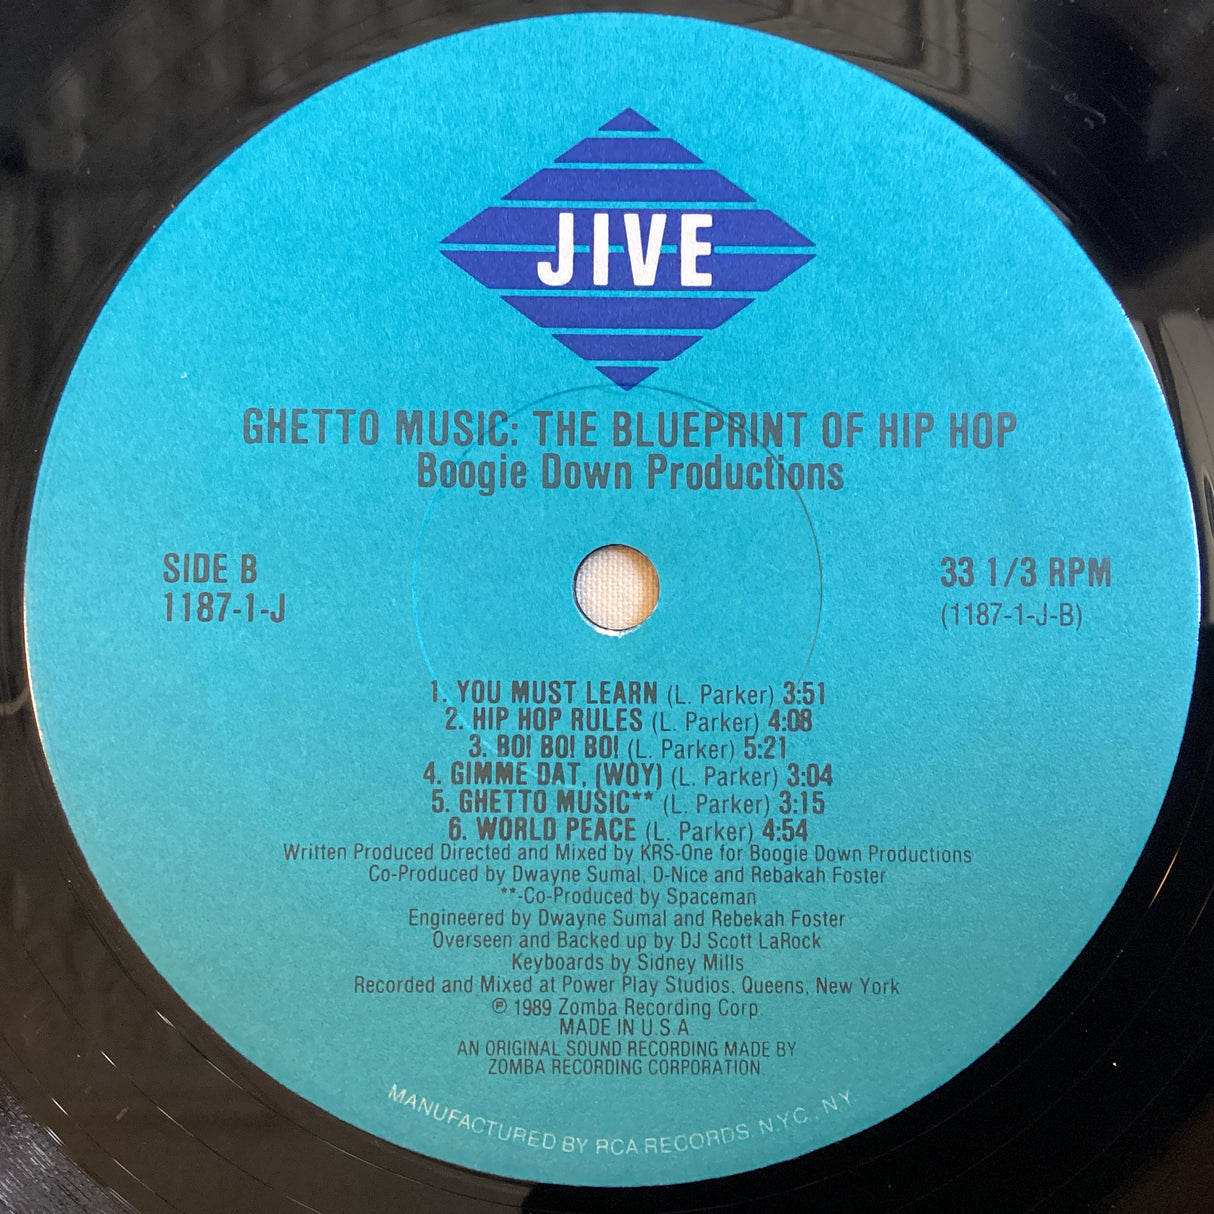 JIVE
GHETTO MUSIC: THE BLUEPRINT OF HIP HOP
Boogie Down Productions
SIDE B
1187-1-J
33 1/3 RPM
(1187-1-J-B)
1. YOU MUST LEARN (L. Parker) 3:51
2. HIP HOP RULES (L. Parker) 4:08
3. BO! BO! BO! (L. Parker) 5:21
4. GIMME DAT, (WOY) (L. Parker) 3:04
5. GHETTO MUSIC** (L. Parker) 3:15
6. WORLD PEACE (L. Parker) 4:54
Written Produced Directed and Mixed by KRS-One for Boogie Down Productions
Co-Produced by Dwayne Sumal, D-Nice and Rebakah Foster
**-Co-Produced by Spaceman
Engineered by Dwayne Sumal and Rebekah Foster
Overseen and Backed up by DJ Scott LaRock
Keyboards by Sidney Mills
Recorded and Mixed at Power Play Studios, Queens, New York
℗ 1989 Zomba Recording Corp.
MADE IN U.S.A.
AN ORIGINAL SOUND RECORDING MADE BY
ZOMBA RECORDING CORPORATION
MANUFACTURED BY RCA RECORDS, N.Y.C., N.Y.